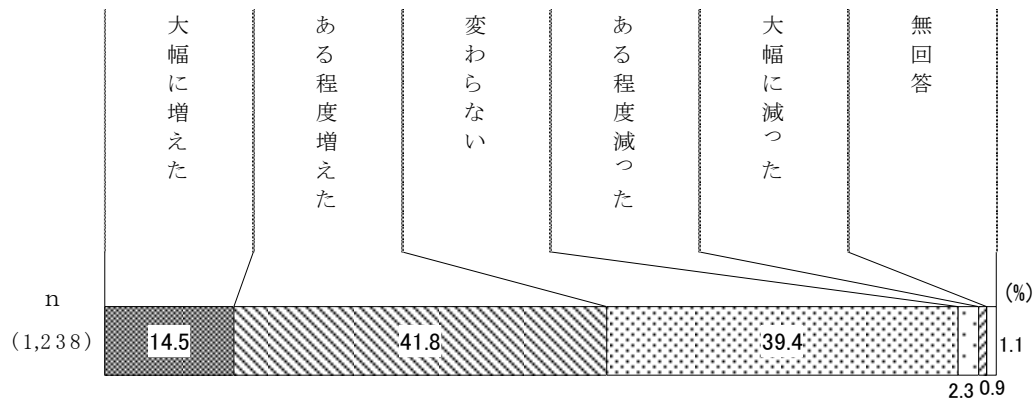 大幅に増えた
ある程度増えた
変わらない
ある程度減った
大幅に減った
無回答
n
(1,238)
14.5
41.8
39.4
2.3
0.9
1.1
(%)